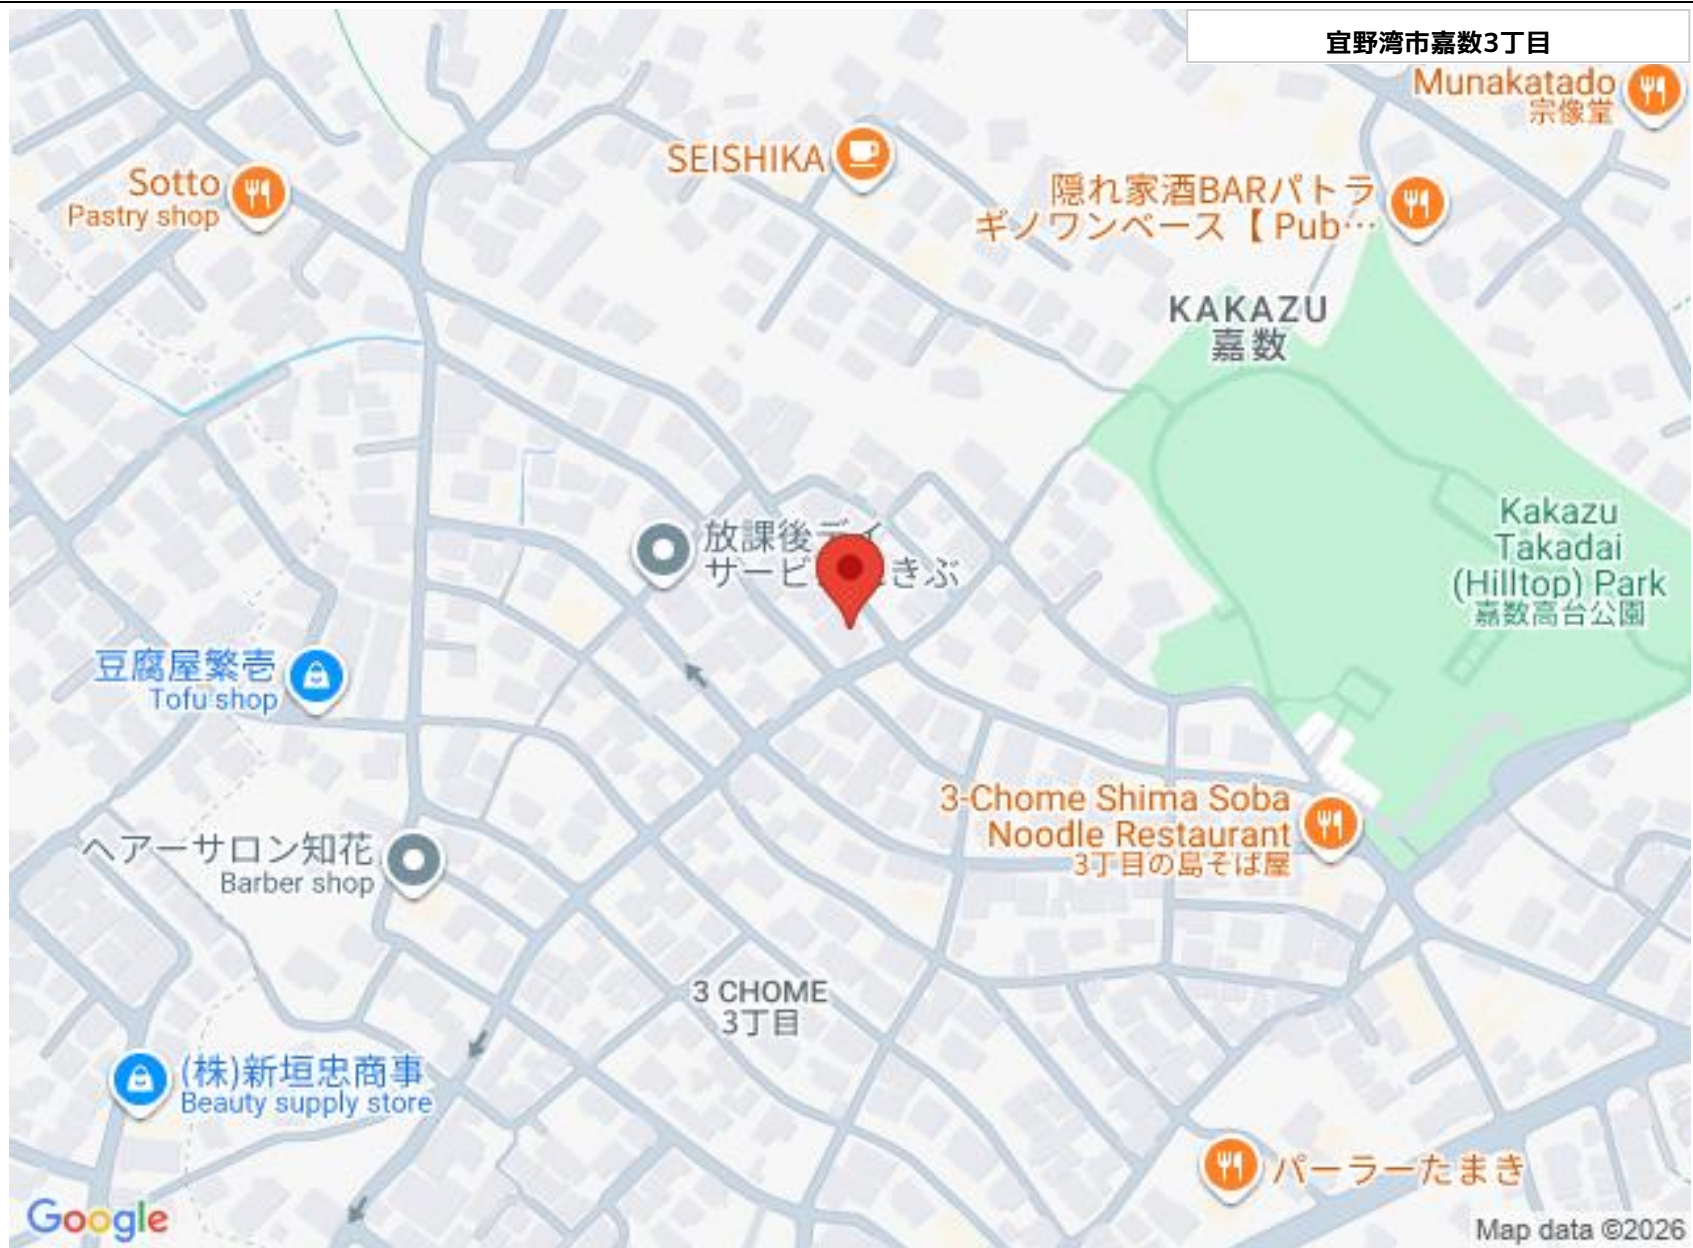 宜野湾市嘉数3丁目
Munakatado
宗像堂
SEISHIKA
Sotto
Pastry shop
隠れ家酒BARパトラ
ギノワンベース【 Pub…
KAKAZU
嘉数
Kakazu
Takadai
(Hilltop) Park
嘉数高台公園
放課後デイ
サービ
きぶ
豆腐屋繁壱
Tofu shop
3-Chome Shima Soba
Noodle Restaurant
3丁目の島そば屋
ヘアーサロン知花
Barber shop
3 CHOME
3丁目
(株)新垣忠商事
Beauty supply store
パーラーたまき
Google
Map data ©2026